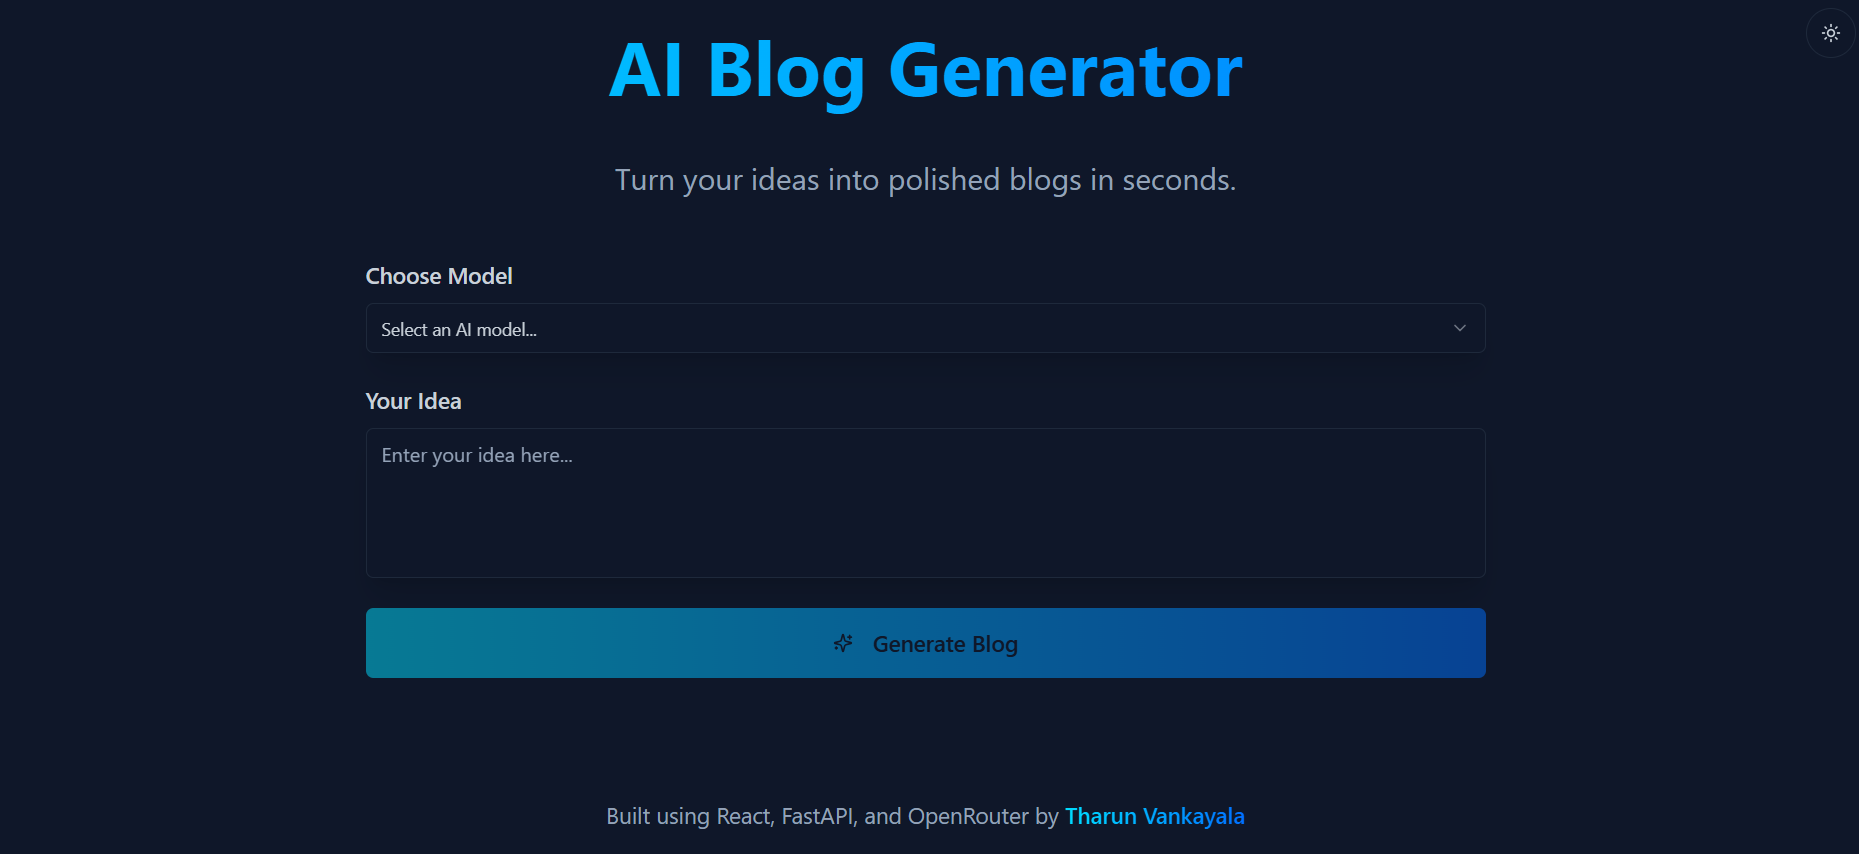 AI Blog Generator
Turn your ideas into polished blogs in seconds.
Choose Model
Select an AI model...
Your Idea
Enter your idea here...
Generate Blog
Built using React, FastAPI, and OpenRouter by Tharun Vankayala